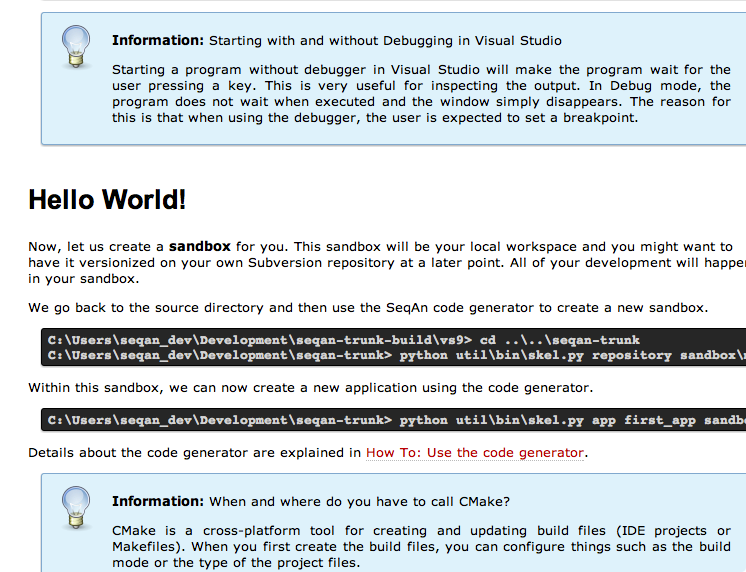 Information: Starting with and without Debugging in Visual Studio
Starting a program without debugger in Visual Studio will make the program wait for the
user pressing a key. This is very useful for inspecting the output. In Debug mode, the
program does not wait when executed and the window simply disappears. The reason for
this is that when using the debugger, the user is expected to set a breakpoint.
Hello World!
Now, let us create a sandbox for you. This sandbox will be your local workspace and you might want to
have it versionized on your own Subversion repository at a later point. All of your development will happe
in your sandbox.
We go back to the source directory and then use the SeqAn code generator to create a new sandbox.
C:\Users\seqan_dev\Development\seqan-trunk-build\vs9> cd ..\..\seqan-trunk
C:\Users\seqan_dev\Development\seqan-trunk> python util\bin\skel.py repository sandbox\
Within this sandbox, we can now create a new application using the code generator.
C:\Users\seqan_dev\Development\seqan-trunk> python util\bin\skel.py app first_app sandb
Details about the code generator are explained in How To: Use the code generator.
Information: When and where do you have to call CMake?
CMake is a cross-platform tool for creating and updating build files (IDE projects or
Makefiles). When you first create the build files, you can configure things such as the build
mode or the type of the project files.